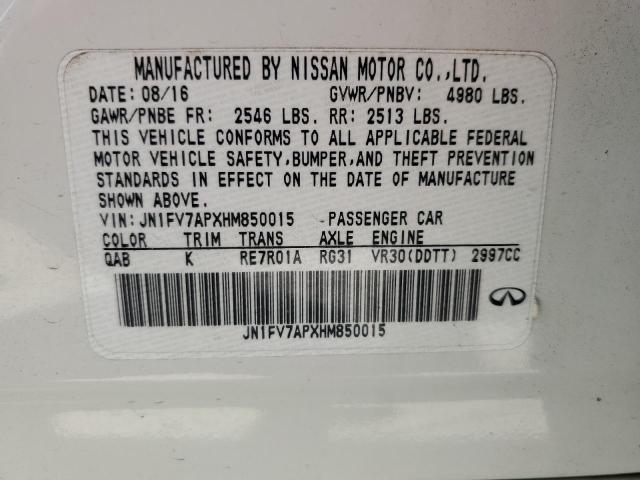 MANUFACTURED BY NISSAN MOTOR CO.,LTD.
DATE: 08/16 GVWR/PNBV: 4980 LBS.
GAWR/PNBE FR: 2546 LBS. RR: 2513 LBS.
THIS VEHICLE CONFORMS TO ALL APPLICABLE FEDERAL
MOTOR VEHICLE SAFETY,BUMPER,AND THEFT PREVENTION
STANDARDS IN EFFECT ON THE DATE OF MANUFACTURE
SHOWN ABOVE.
VIN:JN1FV7APXHM850015 -PASSENGER CAR
COLOR TRIM TRANS AXLE ENGINE
QAB K RE7R01A RG31 VR30(DDTT) 2997CC
JN1FV7APXHM850015